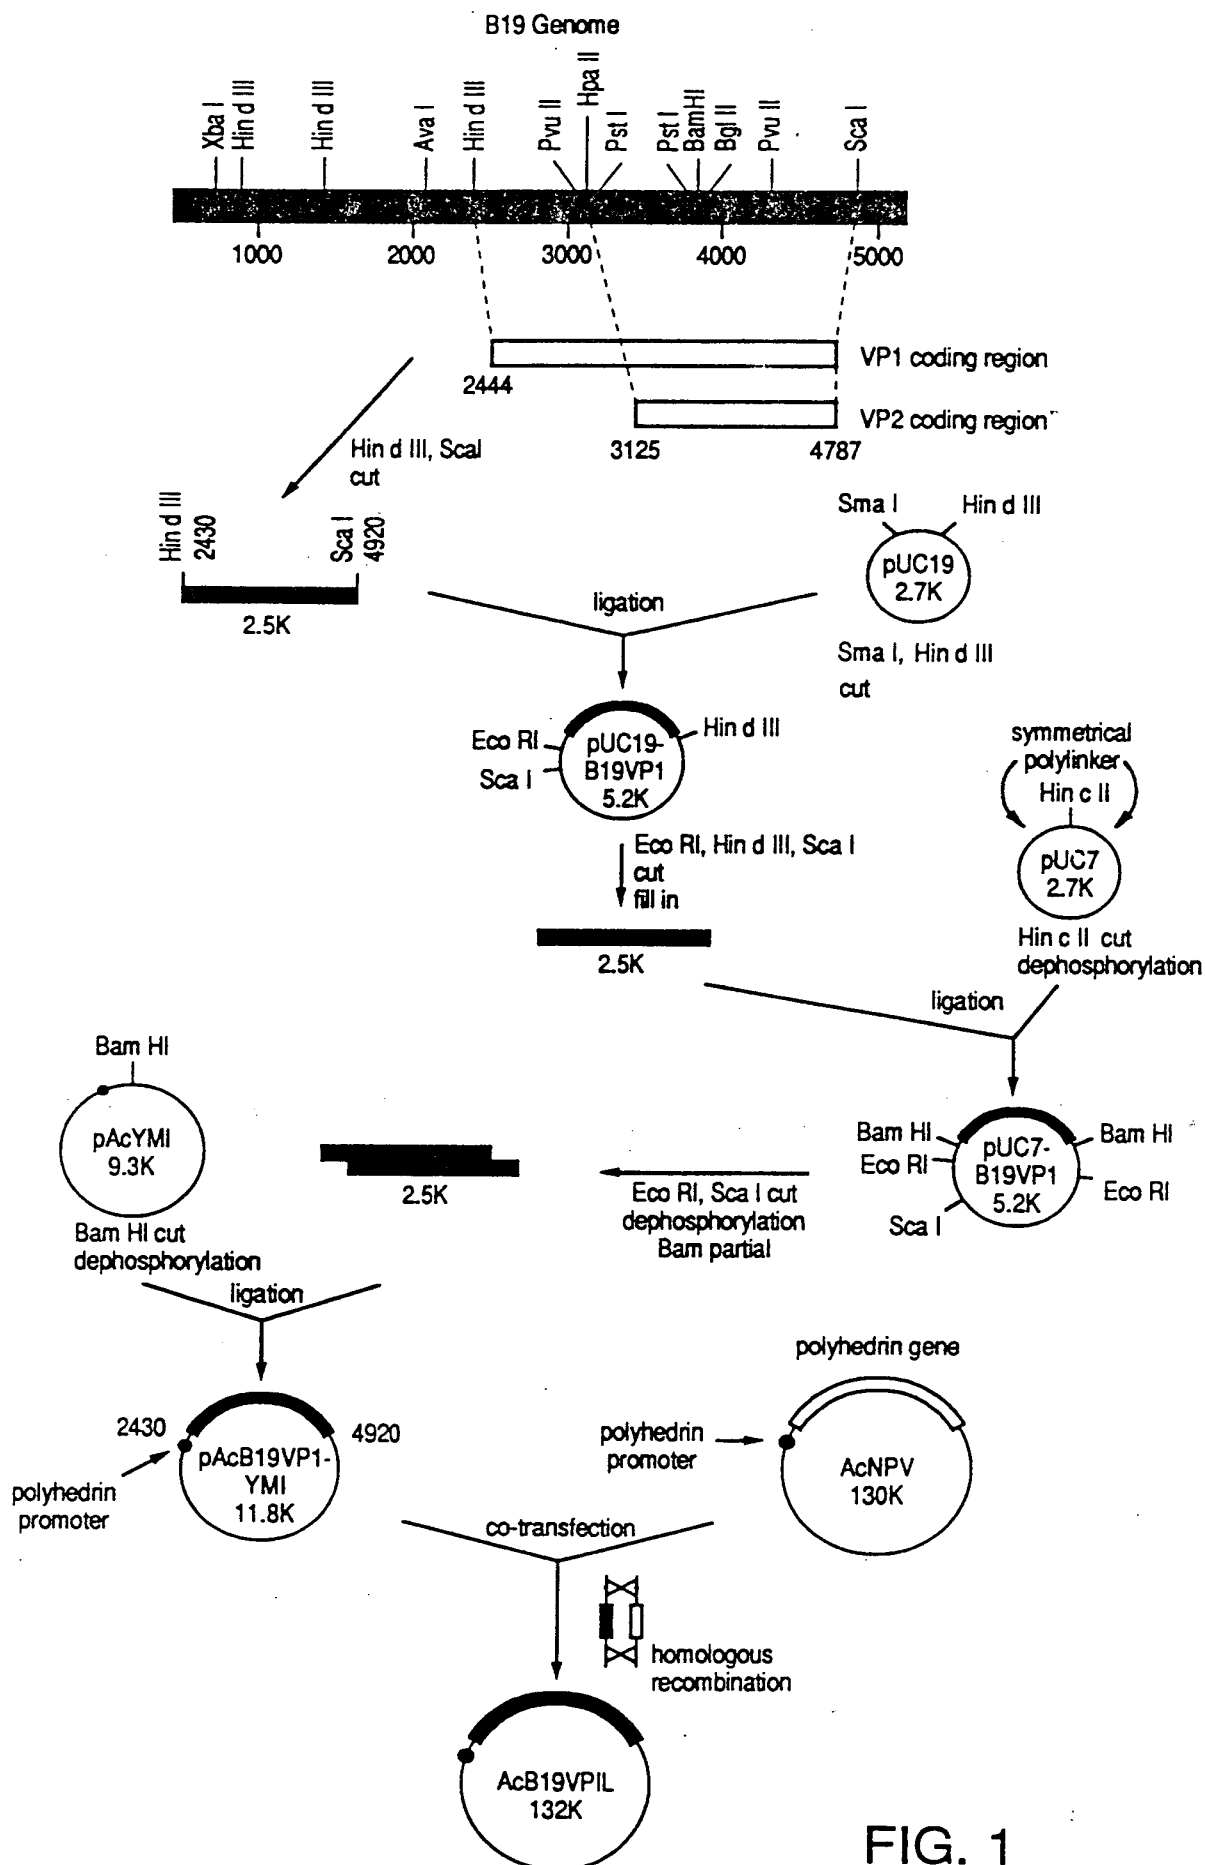 B19 Genome
Xba I
Hin d III
Hin d III
Ava I
Hin d III
Pvu II
Hpa II
Pst I
Pst I
BamHI
Bgl II
Pvu II
Sca I
1000
2000
3000
4000
5000
VP1 coding region
2444
VP2 coding region
3125
4787
Hin d III, ScaI
cut
Hin d III
2430
Sca I
4920
2.5K
Sma I
Hin d III
pUC19
2.7K
ligation
Sma I, Hin d III
cut
Eco RI
Sca I
pUC19-
B19VP1
5.2K
Hin d III
symmetrical
polylinker
Hin c II
pUC7
2.7K
Eco RI, Hin d III, Sca I
cut
fill in
2.5K
Hin c II cut
dephosphorylation
ligation
Bam HI
pAcYMI
9.3K
Bam HI cut
dephosphorylation
2.5K
Eco RI, Sca I cut
dephosphorylation
Bam partial
Bam HI
Eco RI
Sca I
pUC7-
B19VP1
5.2K
Bam HI
Eco RI
ligation
2430
4920
pAcB19VP1-
YMI
11.8K
polyhedrin
promoter
polyhedrin gene
polyhedrin
promoter
AcNPV
130K
co-transfection
homologous
recombination
AcB19VPIL
132K
FIG. 1